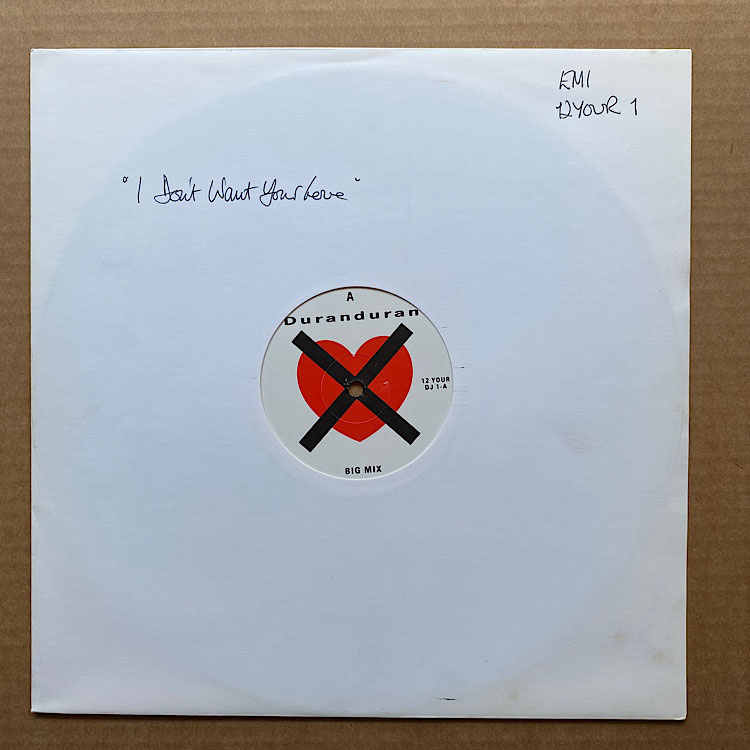 EMI
12YOUR 1
"I Don't Want Your Love"
A
Duranduran
12 YOUR
DJ 1-A
BIG MIX